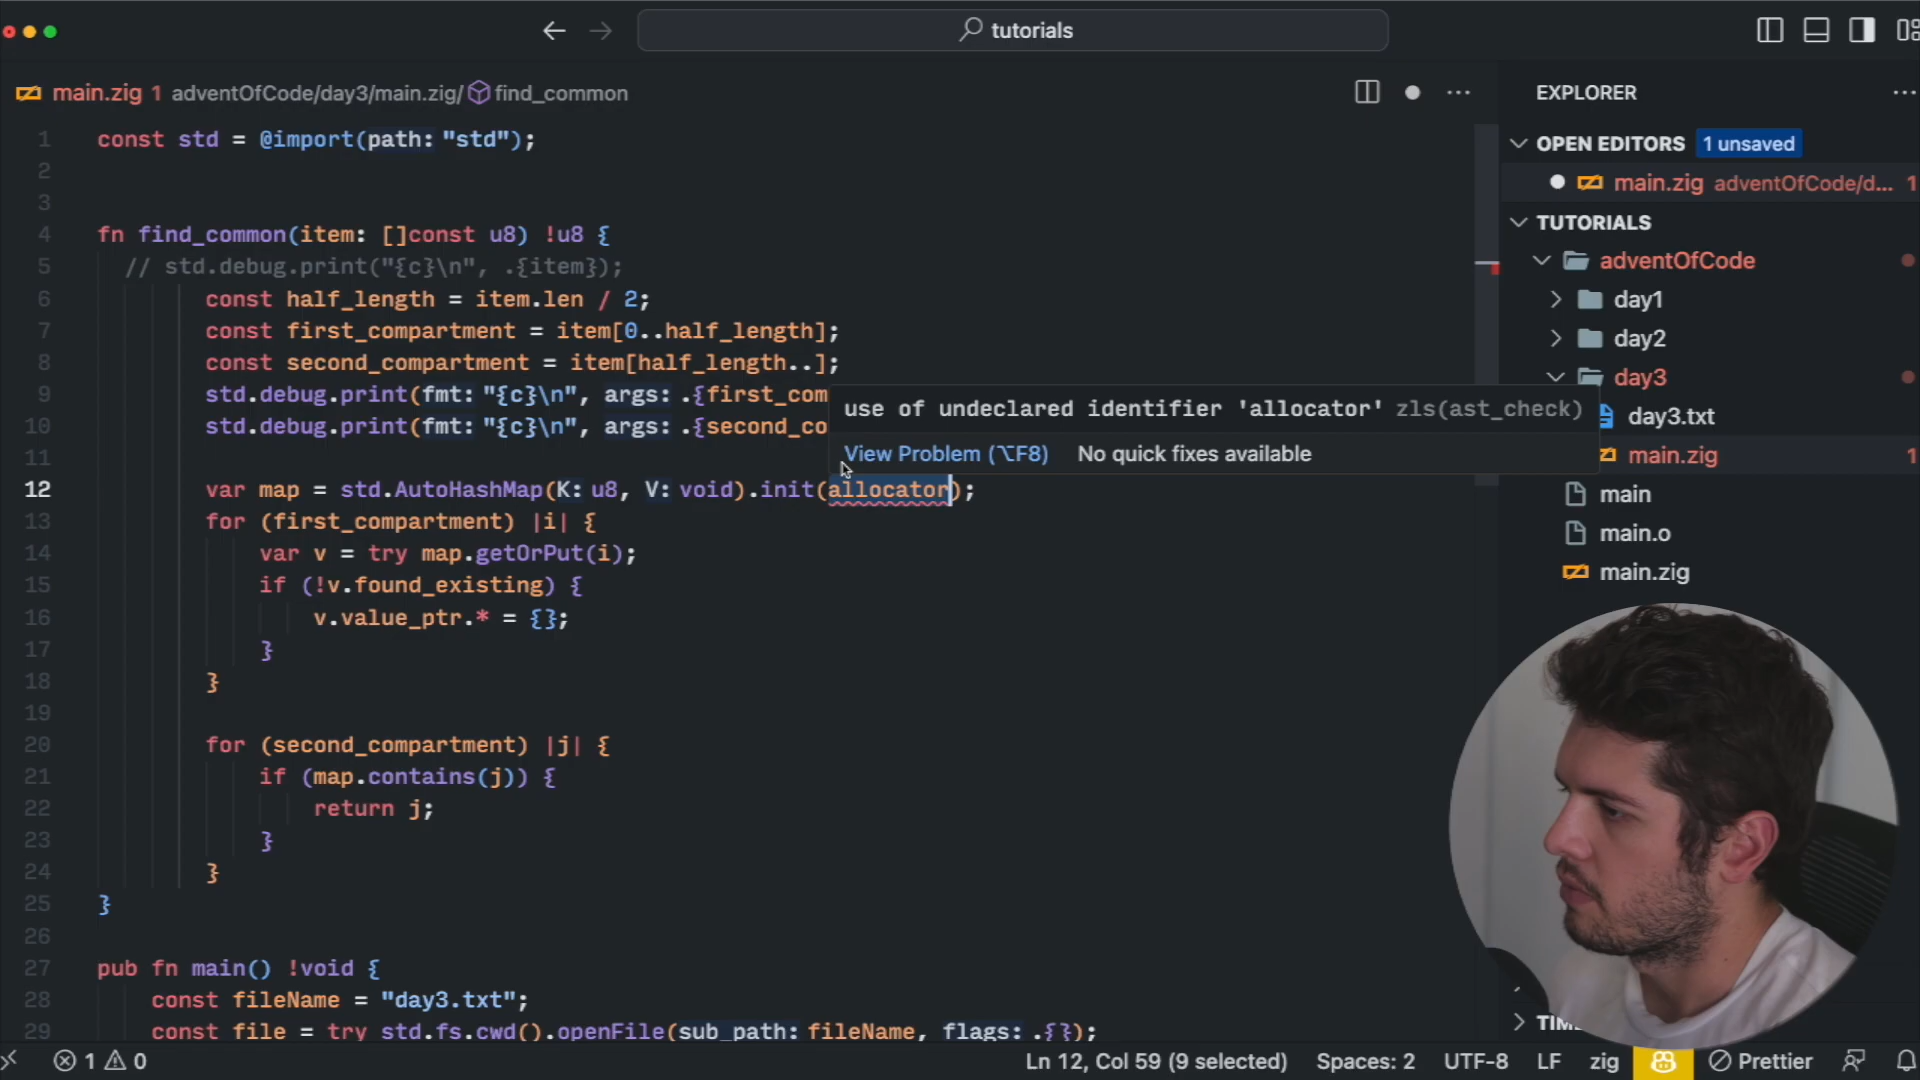 tutorials
main.zig 1 adventOfCode/day3/main.zig/ find_common
1 const std = @import(path: "std");
2
3
4 fn find_common(item: []const u8) !u8 {
5 // std.debug.print("{c}\n", .{item});
6 const half_length = item.len / 2;
7 const first_compartment = item[0..half_length];
8 const second_compartment = item[half_length..];
9 std.debug.print(fmt: "{c}\n", args: .{first_com
10 std.debug.print(fmt: "{c}\n", args: .{second_co
use of undeclared identifier 'allocator' zls(ast_check)
View Problem (⌥F8) No quick fixes available
11
12 var map = std.AutoHashMap(K: u8, V: void).init(allocator);
13 for (first_compartment) |i| {
14 var v = try map.getOrPut(i);
15 if (!v.found_existing) {
16 v.value_ptr.* = {};
17 }
18 }
19
20 for (second_compartment) |j| {
21 if (map.contains(j)) {
22 return j;
23 }
24 }
25 }
26
27 pub fn main() !void {
28 const fileName = "day3.txt";
29 const file = try std.fs.cwd().openFile(sub_path: fileName, flags: .{});
EXPLORER
OPEN EDITORS 1 unsaved
main.zig adventOfCode/d... 1
TUTORIALS
adventOfCode
day1
day2
day3
day3.txt
main.zig 1
main
main.o
main.zig
1 0 Ln 12, Col 59 (9 selected) Spaces: 2 UTF-8 LF zig Prettier